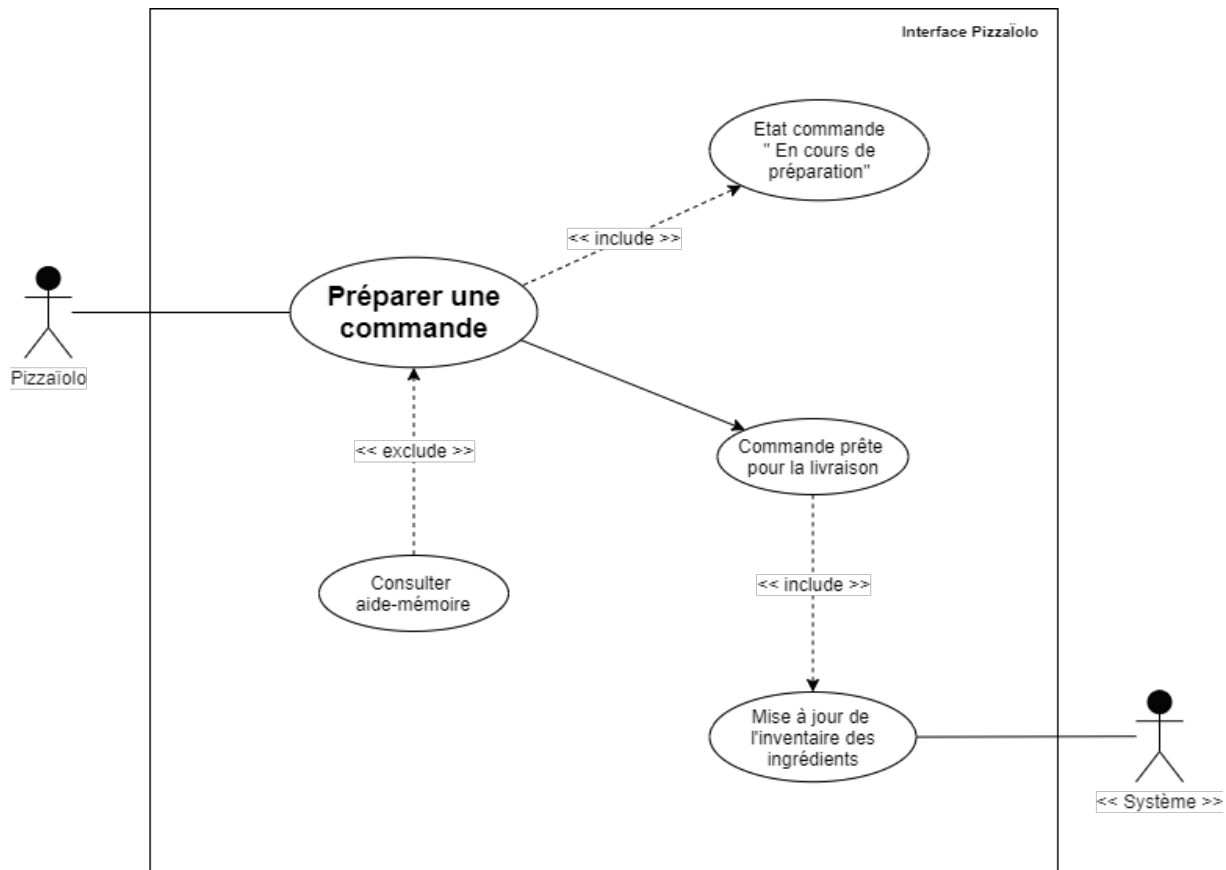 Interface PizzaÏolo
Etat commande
" En cours de
préparation"
<< include >>
Préparer une
commande
Pizzaïolo
Commande prête
pour la livraison
<< exclude >>
Consulter
aide-mémoire
<< include >>
Mise à jour de
l'inventaire des
ingrédients
<< Système >>